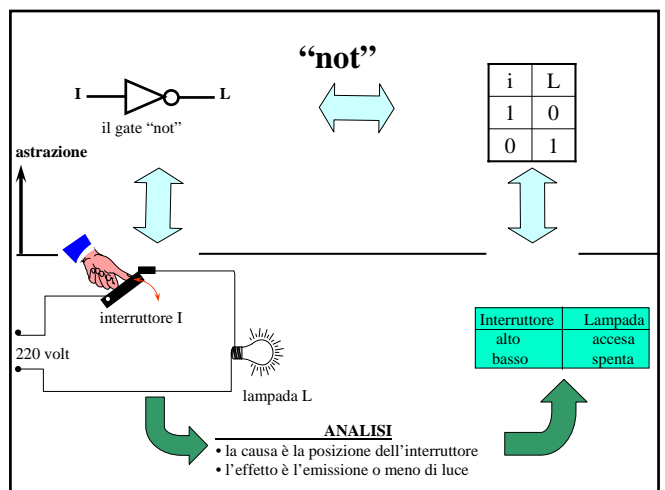 “not”
I L
il gate “not”
i L
1 0
0 1
astrazione
interruttore I
220 volt
lampada L
Interruttore Lampada
alto accesa
basso spenta
ANALISI
• la causa è la posizione dell’interruttore
• l’effetto è l’emissione o meno di luce